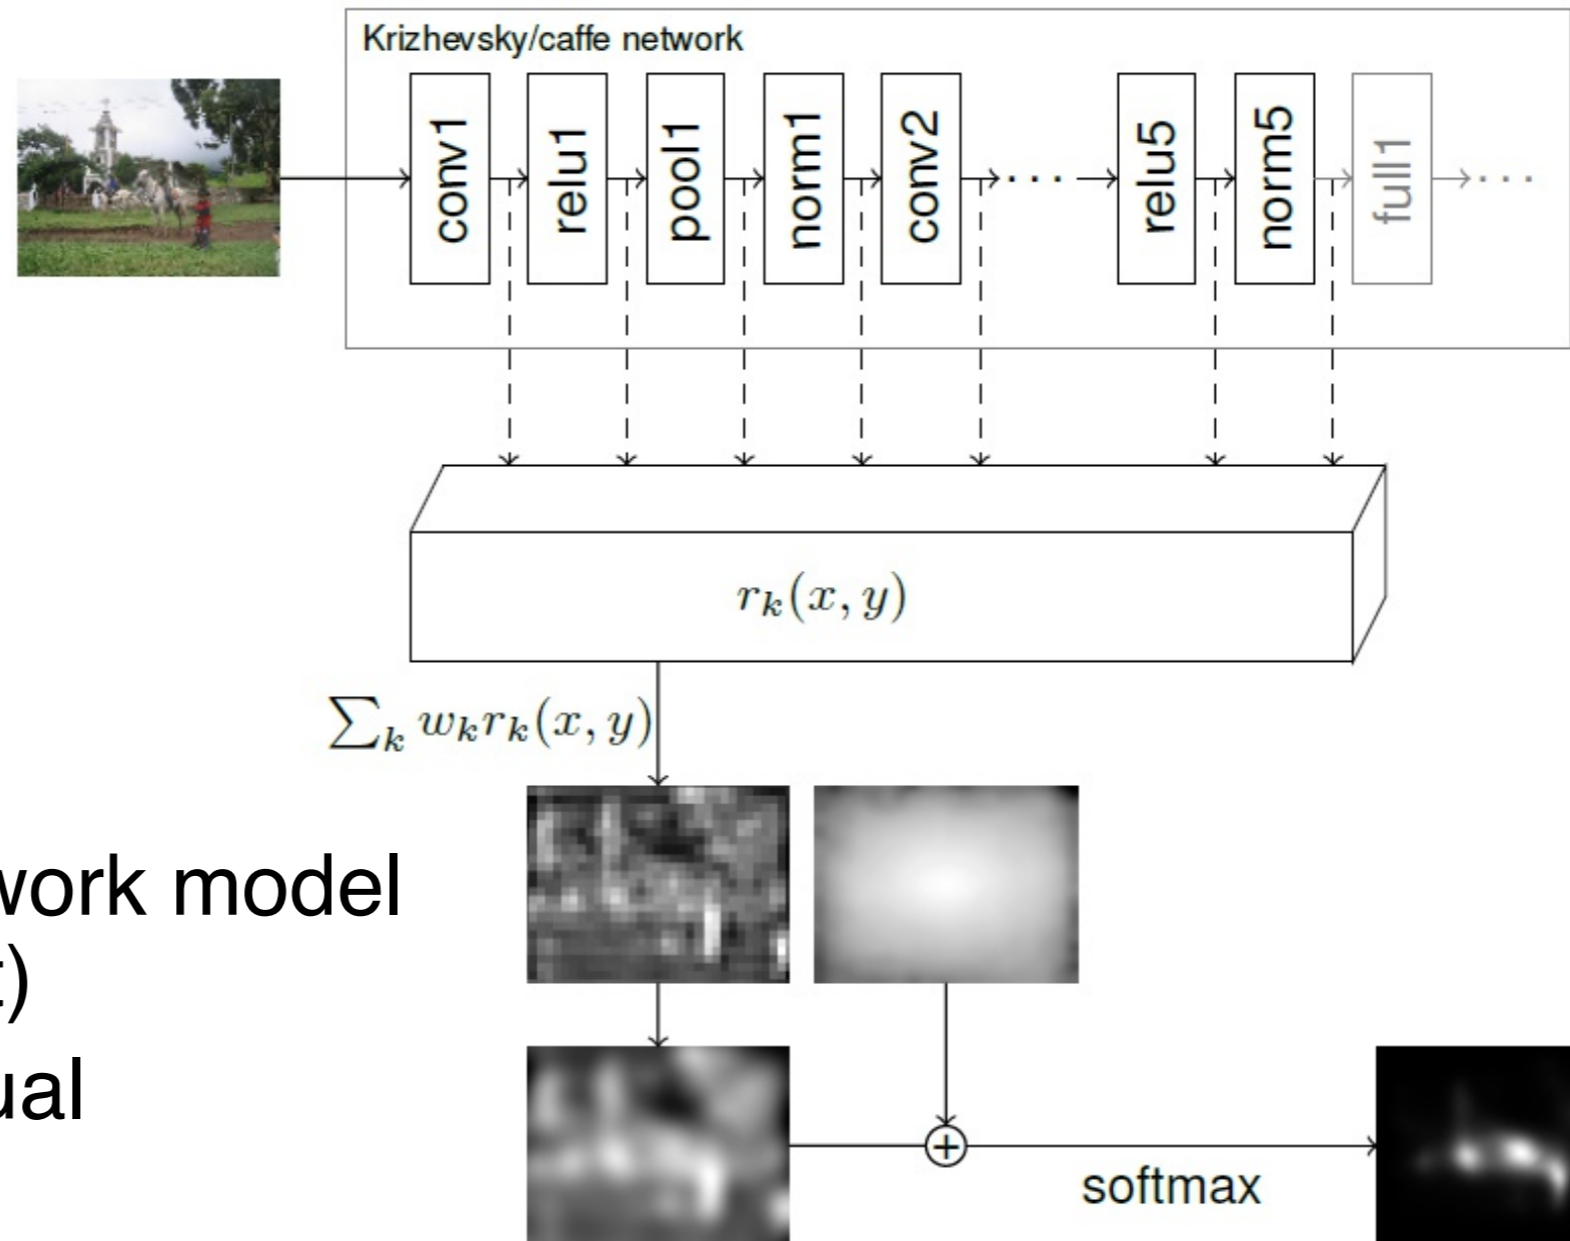 Krizhevsky/caffe network
conv1
relu1
pool1
norm1
conv2
· · ·
relu5
norm5
full1
· · ·
r_k(x, y)
∑_k w_k r_k(x, y)
work model
t)
ual
+
softmax